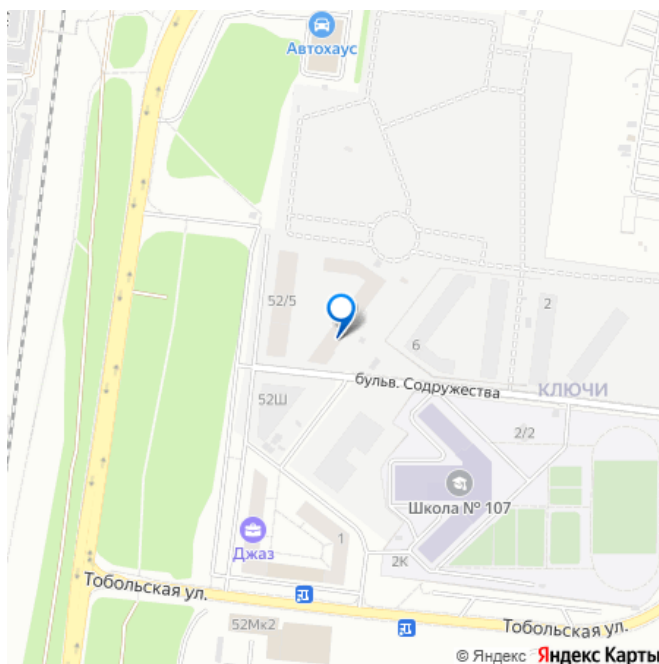 Автохаус
52/5
2
6
бульв. Содружества
КЛЮЧИ
52Ш
2/2
Школа № 107
1
Джаз
2К
Тобольская ул.
52Мк2
Тобольская ул.
© Яндекс Яндекс Карты